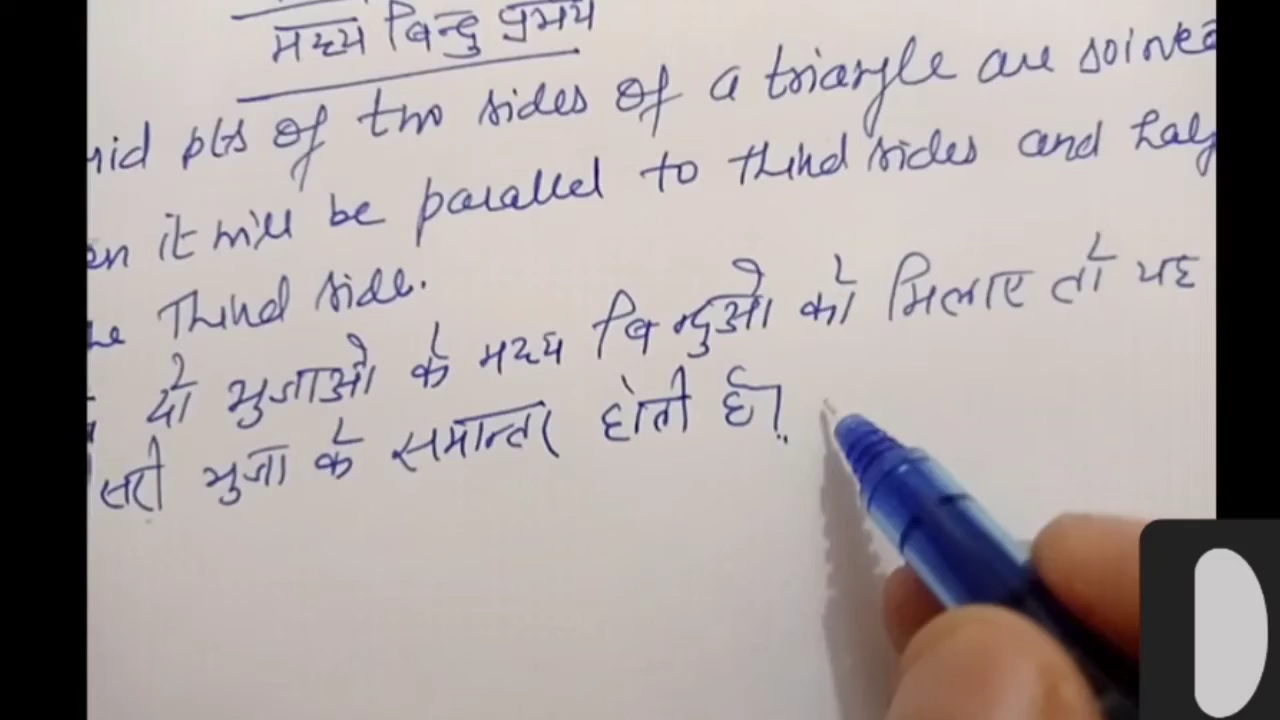 मध्य बिन्दु प्रमेय
mid pts of two sides of a triangle are joined
en it will be parallel to third sides and half
he Third side.
दो भुजाओ के मध्य बिन्दुओ को मिलाए तो यह
सरी भुजा के समान्तर होती है।